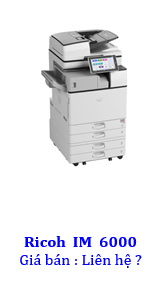 Ricoh IM 6000
Giá bán : Liên hệ ?